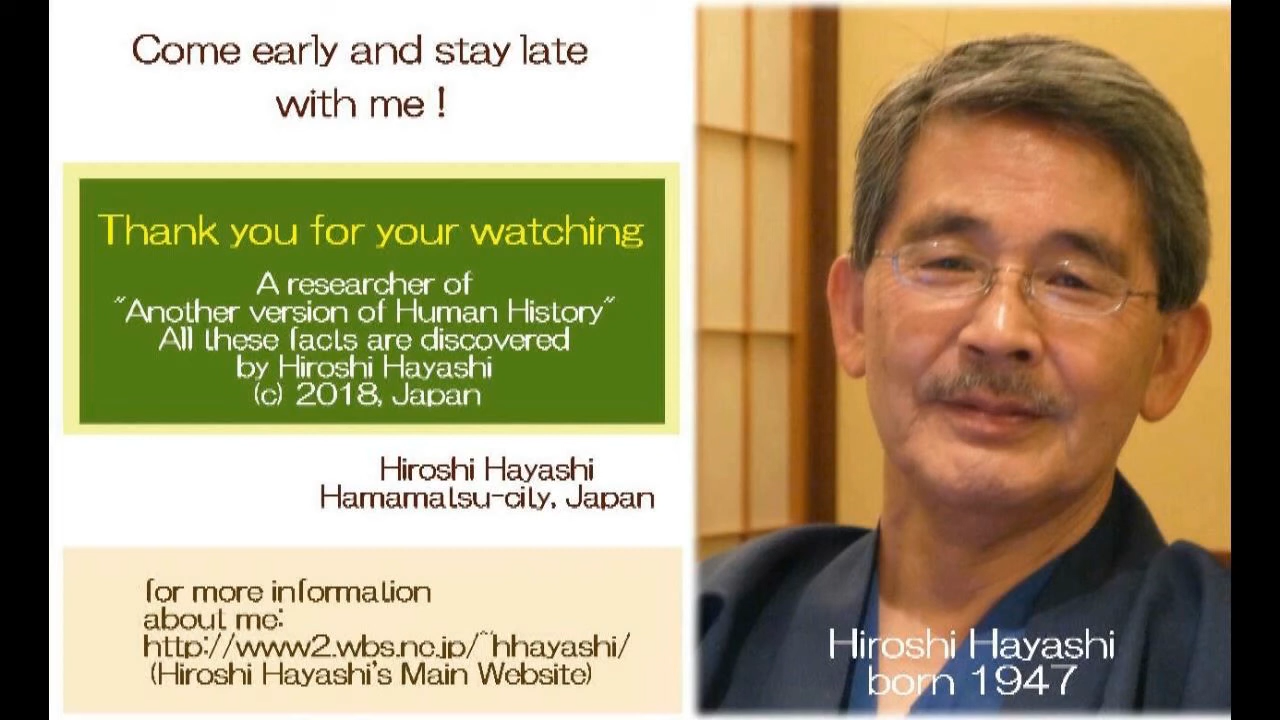 Come early and stay late
with me !
Thank you for your watching
A researcher of
"Another version of Human History"
All these facts are discovered
by Hiroshi Hayashi
(c) 2018, Japan
Hiroshi Hayashi
Hamamatsu-city, Japan
for more information
about me:
http://www2.wbs.ne.jp/~hhayashi/
(Hiroshi Hayashi's Main Website)
Hiroshi Hayashi
born 1947